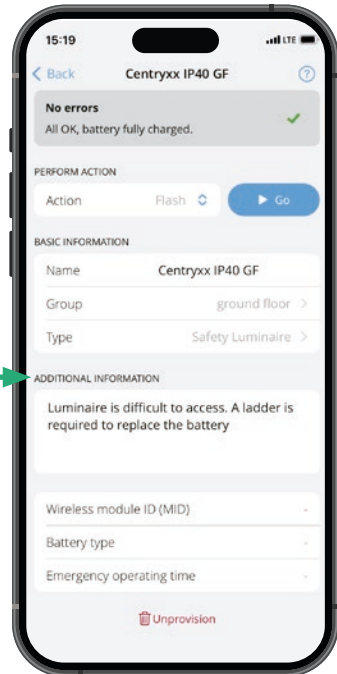 15:19 LTE
Back Centryxx IP40 GF ?
No errors
All OK, battery fully charged.
PERFORM ACTION
Action Flash Go
BASIC INFORMATION
Name Centryxx IP40 GF
Group ground floor
Type Safety Luminaire
ADDITIONAL INFORMATION
Luminaire is difficult to access. A ladder is
required to replace the battery
Wireless module ID (MID) -
Battery type -
Emergency operating time -
Unprovision